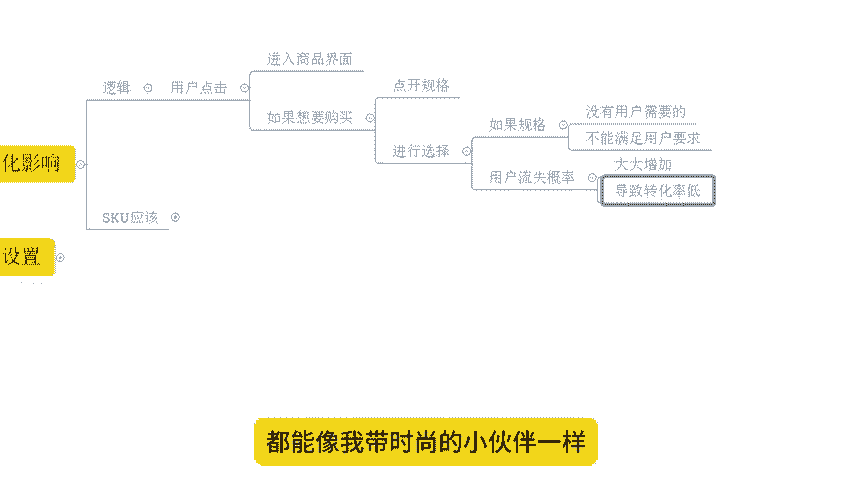 进入商品界面
逻辑
用户点击
点开规格
如果想要购买
没有用户需要的
如果规格
不能满足用户要求
进行选择
化影响
大大增加
用户流失概率
导致转化率低
SKU应该
设置
都能像我带时尚的小伙伴一样